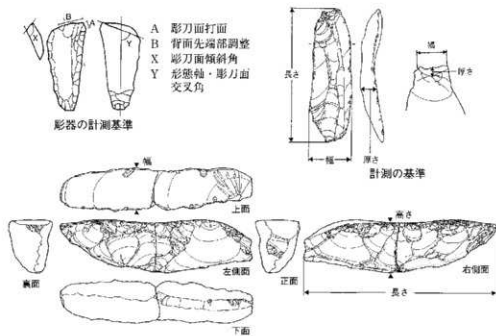 B
A
X
Y
A 彫刀面打面
B 背面先端部調整
X 彫刀面傾斜角
Y 形態軸・彫刀面
交叉角
彫器の計測基準
長さ
幅
厚さ
幅
厚さ
計測の基準
幅
上面
裏面
左側面
正面
高さ
右側面
長さ
下面